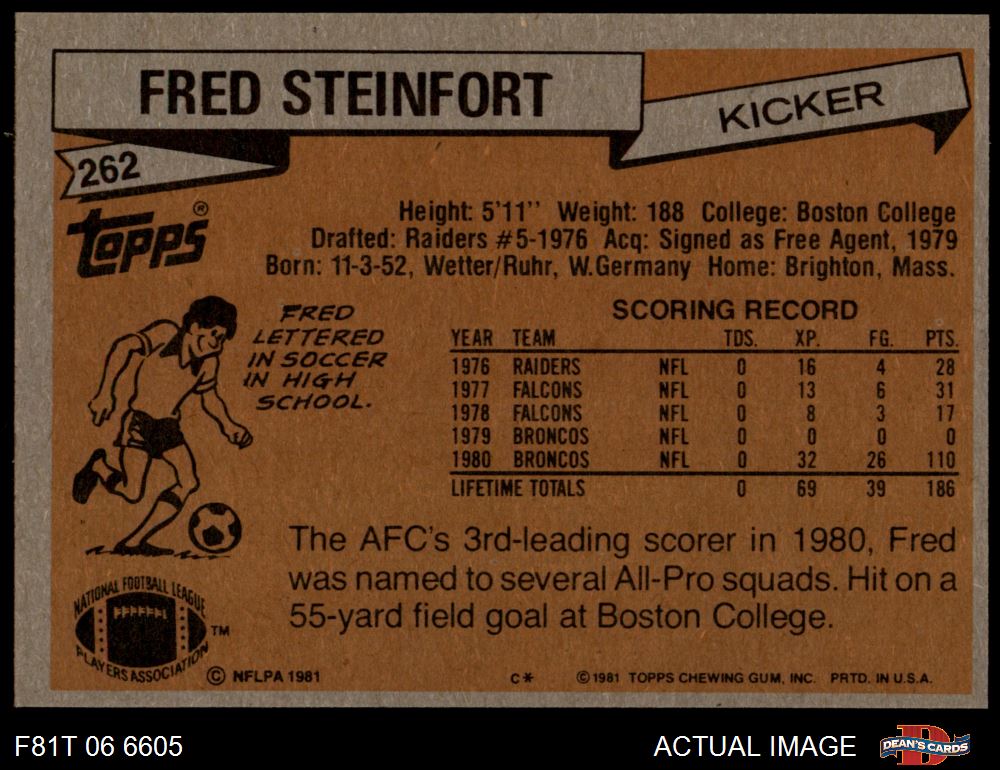 FRED STEINFORT
KICKER
262
topps®
Height: 5'11" Weight: 188 College: Boston College
Drafted: Raiders #5-1976 Acq: Signed as Free Agent, 1979
Born: 11-3-52, Wetter/Ruhr, W.Germany Home: Brighton, Mass.
FRED
LETTERED
IN SOCCER
IN HIGH
SCHOOL.
SCORING RECORD
YEAR TEAM TDS. XP. FG. PTS.
1976 RAIDERS NFL 0 16 4 28
1977 FALCONS NFL 0 13 6 31
1978 FALCONS NFL 0 8 3 17
1979 BRONCOS NFL 0 0 0 0
1980 BRONCOS NFL 0 32 26 110
LIFETIME TOTALS 0 69 39 186
The AFC's 3rd-leading scorer in 1980, Fred
was named to several All-Pro squads. Hit on a
55-yard field goal at Boston College.
NATIONAL FOOTBALL LEAGUE
PLAYERS ASSOCIATION
TM
© NFLPA 1981
C* ©1981 TOPPS CHEWING GUM, INC. PRTD. IN U.S.A.
F81T 06 6605
ACTUAL IMAGE
DEAN'S CARDS